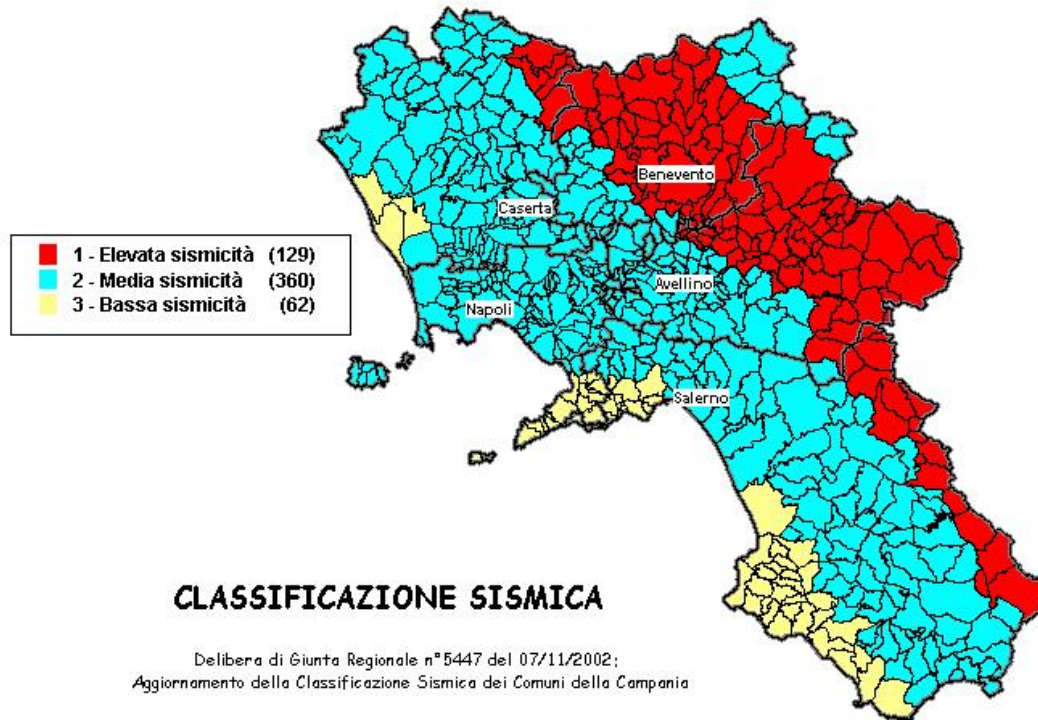 Benevento
Caserta
1 - Elevata sismicità (129)
2 - Media sismicità (360)
3 - Bassa sismicità (62)
Avellino
Napoli
Salerno
CLASSIFICAZIONE SISMICA
Delibera di Giunta Regionale n°5447 del 07/11/2002;
Aggiornamento della Classificazione Sismica dei Comuni della Campania